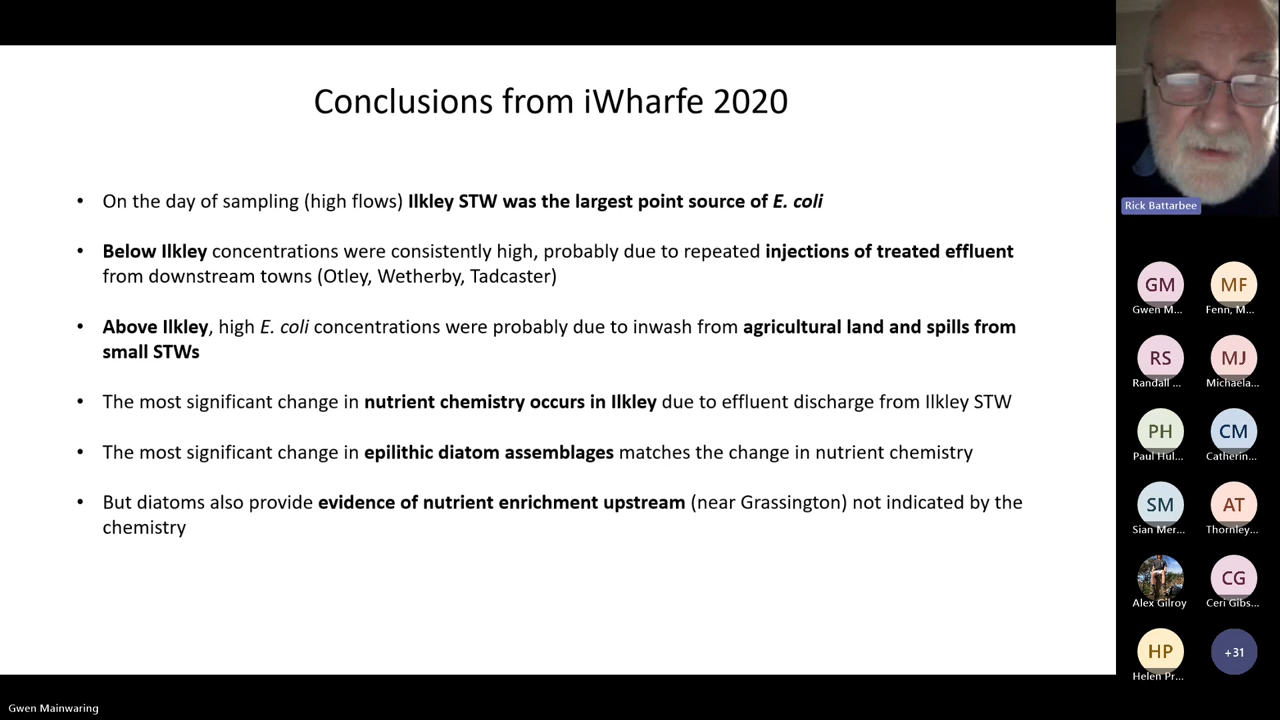 Conclusions from iWharfe 2020
• On the day of sampling (high flows) Ilkley STW was the largest point source of E. coli
• Below Ilkley concentrations were consistently high, probably due to repeated injections of treated effluent
from downstream towns (Otley, Wetherby, Tadcaster)
• Above Ilkley, high E. coli concentrations were probably due to inwash from agricultural land and spills from
small STWs
• The most significant change in nutrient chemistry occurs in Ilkley due to effluent discharge from Ilkley STW
• The most significant change in epilithic diatom assemblages matches the change in nutrient chemistry
• But diatoms also provide evidence of nutrient enrichment upstream (near Grassington) not indicated by the
chemistry
Rick Battarbee
GM
MF
Gwen M...
Fenn, M...
RS
MJ
Randall ...
Michaela...
PH
CM
Paul Hul...
Catherin...
SM
AT
Sian Mer...
Thornley...
CG
Alex Gilroy
Ceri Gibs...
HP
+31
Helen Pr...
Gwen Mainwaring